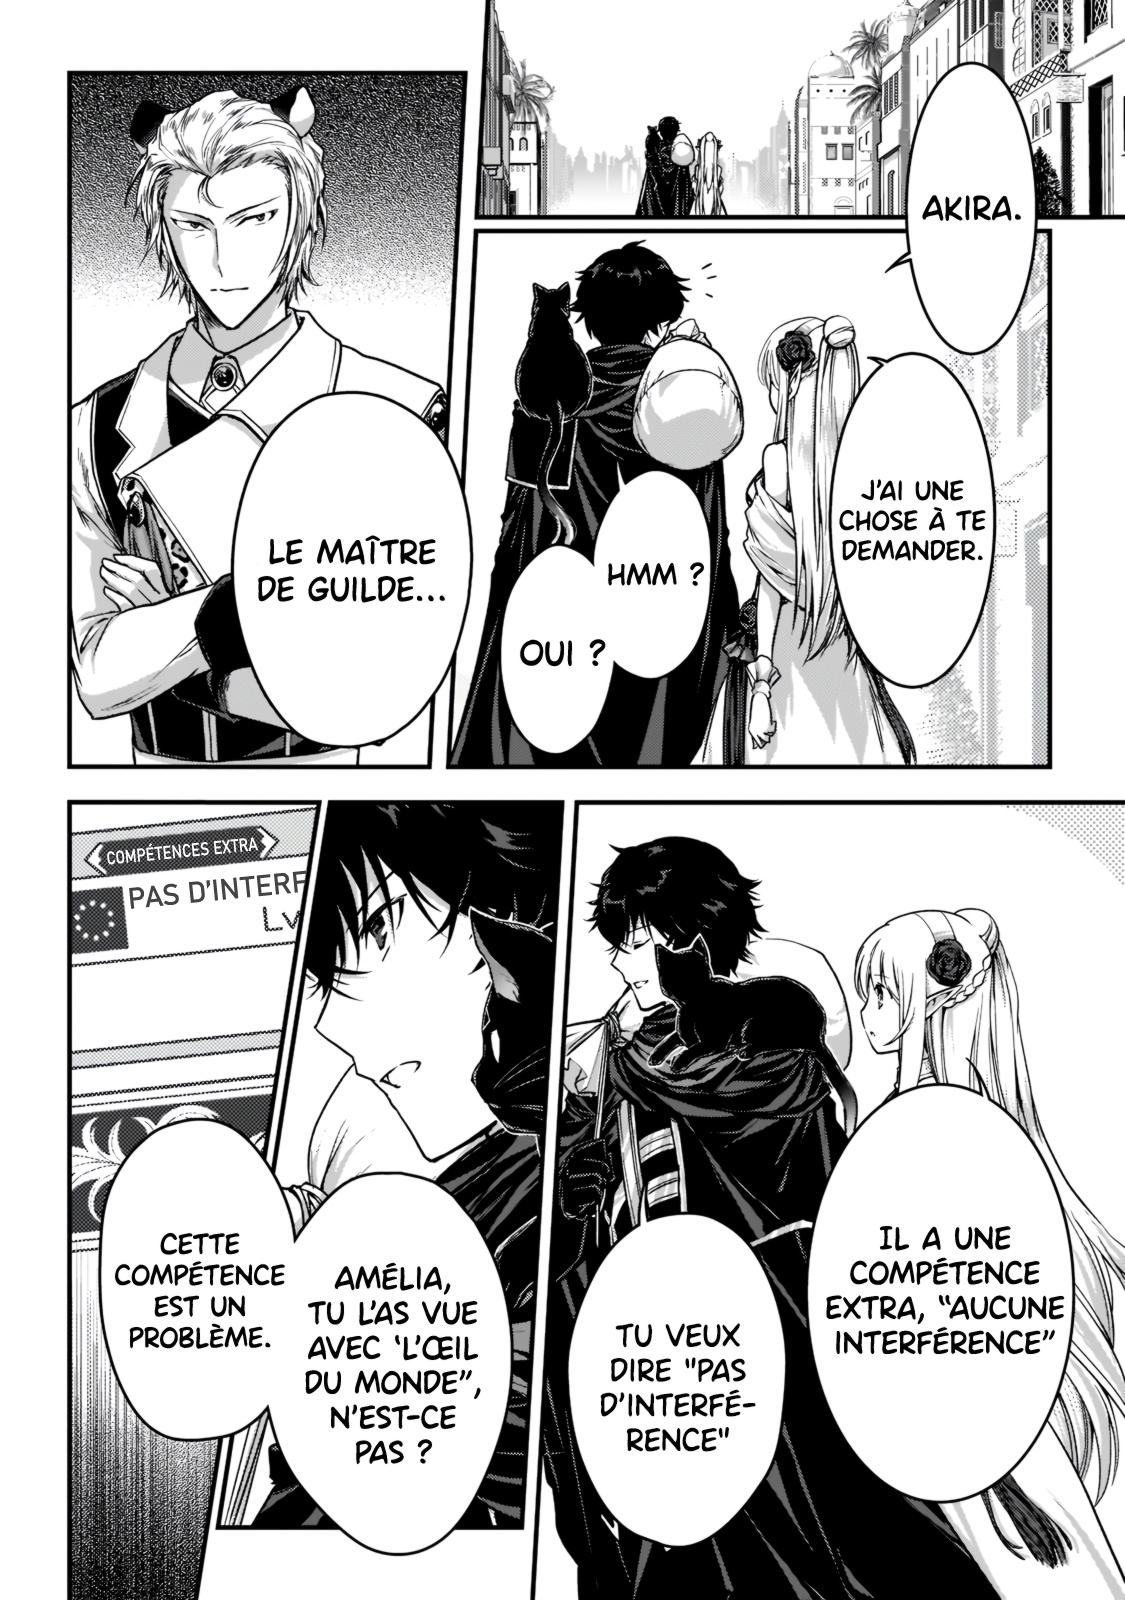 AKIRA.
J'AI UNE
CHOSE À TE
DEMANDER.
HMM ?
OUI ?
LE MAÎTRE
DE GUILDE...
IL A UNE
COMPÉTENCE
EXTRA, "AUCUNE
INTERFÉRENCE"
TU VEUX
DIRE "PAS
D'INTERFÉ-
RENCE"
AMÉLIA,
TU L'AS VUE
AVEC 'L'ŒIL
DU MONDE",
N'EST-CE
PAS ?
COMPÉTENCES EXTRA
PAS D'INTERF
Lv
CETTE
COMPÉTENCE
EST UN
PROBLÈME.